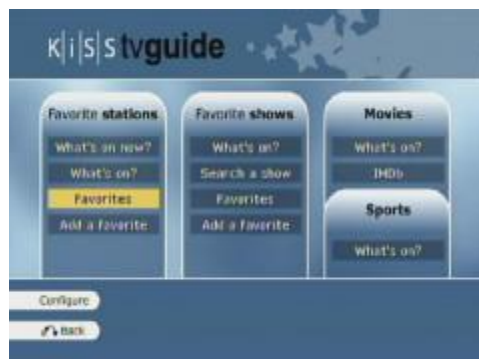 KiSS tvguide
Favorite stations
What's on now?
What's on?
Favorites
Add a favorite
Favorite shows
What's on?
Search a show
Favorites
Add a favorite
Movies
What's on?
IMDb
Sports
What's on?
Configure
Back